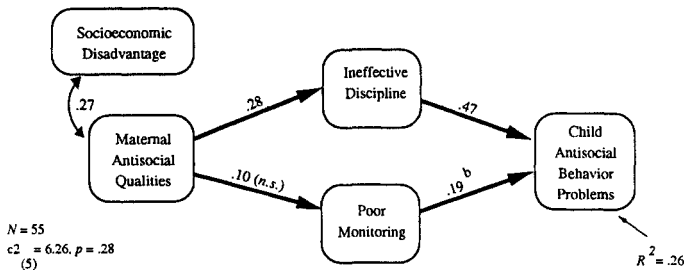 Socioeconomic
Disadvantage
.27
Maternal
Antisocial
Qualities
.28
.10 (n.s.)
Ineffective
Discipline
Poor
Monitoring
.47
.19 b
Child
Antisocial
Behavior
Problems
N = 55
c2 = 6.26, p = .28
(5)
R 2 = .26